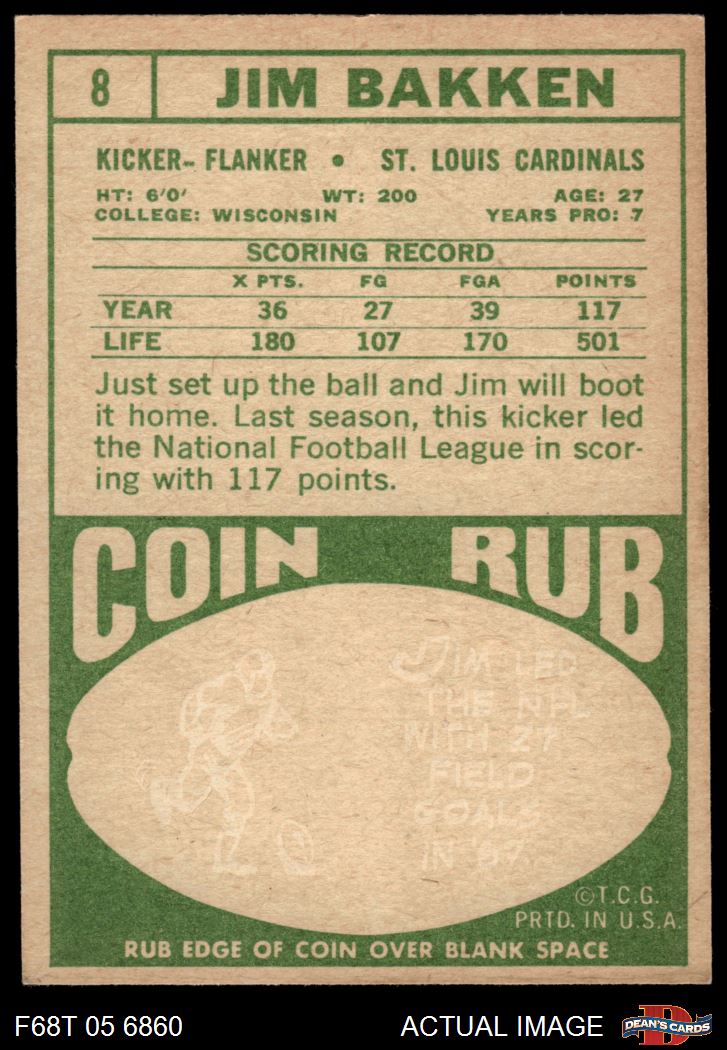 8 JIM BAKKEN
KICKER- FLANKER • ST. LOUIS CARDINALS
HT: 6'0' WT: 200 AGE: 27
COLLEGE: WISCONSIN YEARS PRO: 7
SCORING RECORD
X PTS. FG FGA POINTS
YEAR 36 27 39 117
LIFE 180 107 170 501
Just set up the ball and Jim will boot
it home. Last season, this kicker led
the National Football League in scor-
ing with 117 points.
COIN RUB
JIM LED
THE NFL
WITH 27
FIELD
GOALS
IN '67
©T.C.G.
PRTD. IN U.S.A.
RUB EDGE OF COIN OVER BLANK SPACE
F68T 05 6860 ACTUAL IMAGE
D
DEAN'S CARDS